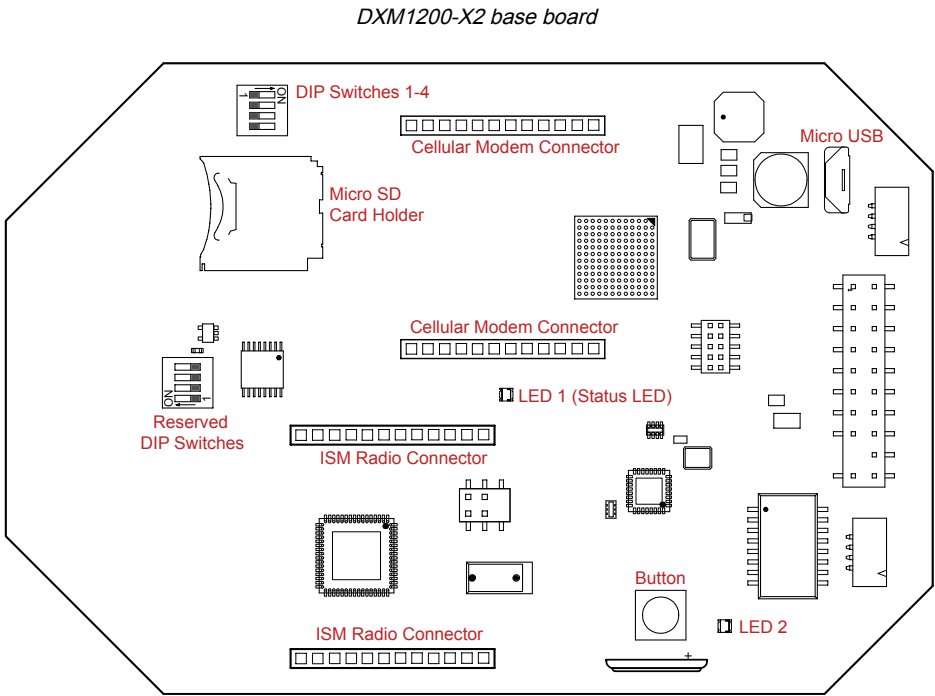 DXM1200-X2 base board
DIP Switches 1-4
ON
1
Cellular Modem Connector
Micro USB
Micro SD
Card Holder
Cellular Modem Connector
LED 1 (Status LED)
ON
1
Reserved
DIP Switches
ISM Radio Connector
Button
LED 2
ISM Radio Connector
+